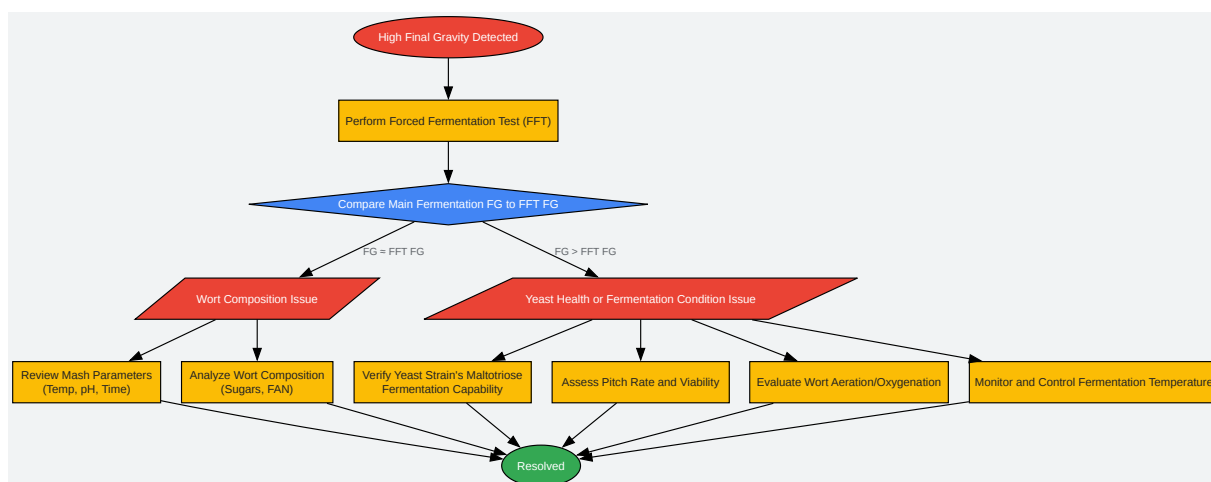 High Final Gravity Detected
Perform Forced Fermentation Test (FFT)
Compare Main Fermentation FG to FFT FG
FG ≈ FFT FG
FG > FFT FG
Wort Composition Issue
Yeast Health or Fermentation Condition Issue
Review Mash Parameters
(Temp, pH, Time)
Analyze Wort Composition
(Sugars, FAN)
Verify Yeast Strain's Maltotriose
Fermentation Capability
Assess Pitch Rate and Viability
Evaluate Wort Aeration/Oxygenation
Monitor and Control Fermentation Temperature
Resolved